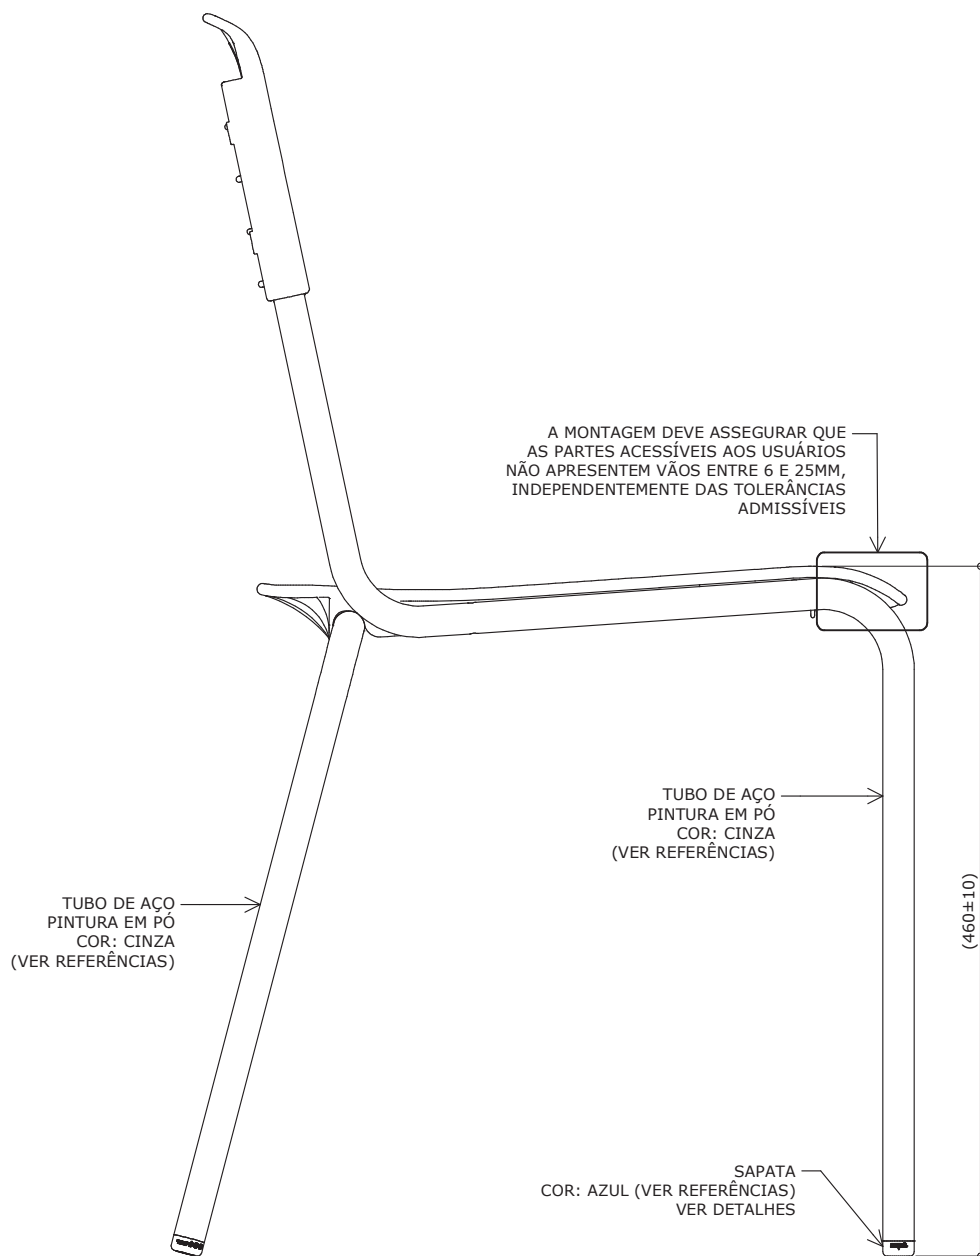 A MONTAGEM DEVE ASSEGURAR QUE
AS PARTES ACESSÍVEIS AOS USUÁRIOS
NÃO APRESENTEM VÃOS ENTRE 6 E 25MM,
INDEPENDENTEMENTE DAS TOLERÂNCIAS
ADMISSÍVEIS
TUBO DE AÇO
PINTURA EM PÓ
COR: CINZA
(VER REFERÊNCIAS)
TUBO DE AÇO
PINTURA EM PÓ
COR: CINZA
(VER REFERÊNCIAS)
(460±10)
SAPATA
COR: AZUL (VER REFERÊNCIAS)
VER DETALHES